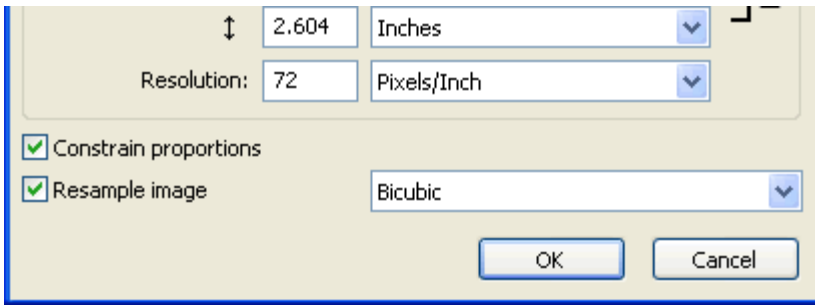 2.604 Inches
Resolution: 72 Pixels/Inch
Constrain proportions
Resample image Bicubic
OK Cancel